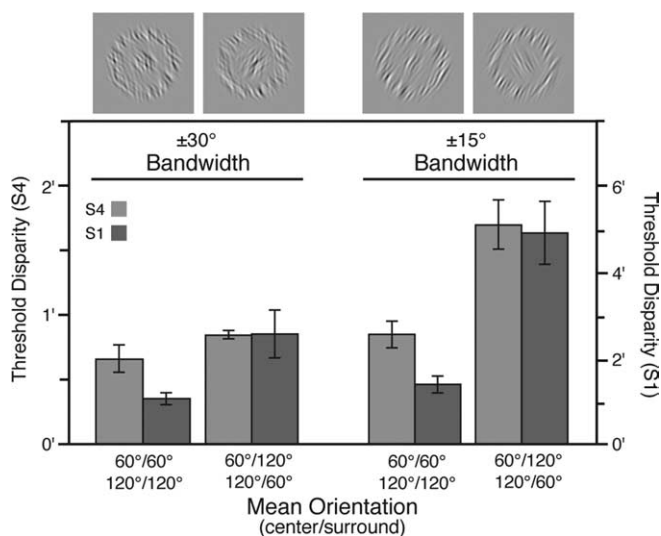 ±30°
Bandwidth
±15°
Bandwidth
Threshold Disparity (S4)
2'
1'
0'
S4
S1
6'
4'
2'
0'
Threshold Disparity (S1)
60°/60°
120°/120°
60°/120°
120°/60°
60°/60°
120°/120°
60°/120°
120°/60°
Mean Orientation
(center/surround)